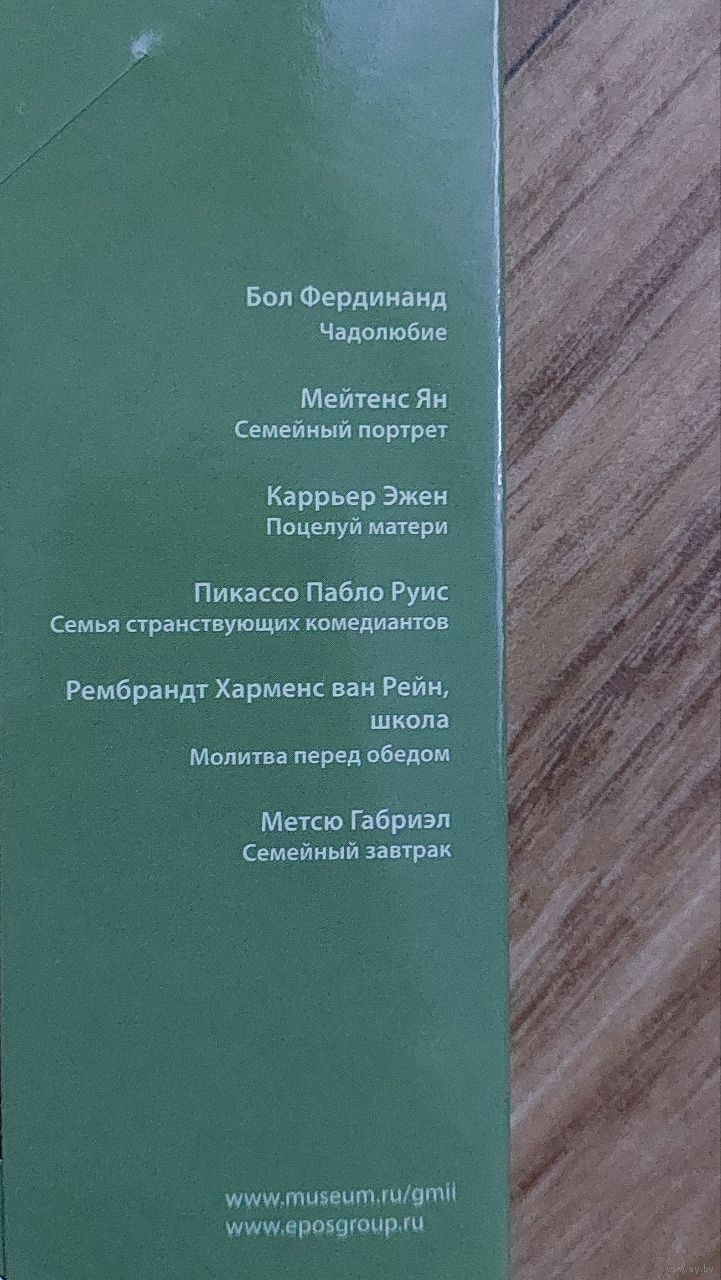 Бол Фердинанд
Чадолюбие
Мейтенс Ян
Семейный портрет
Каррьер Эжен
Поцелуй матери
Пикассо Пабло Руис
Семья странствующих комедиантов
Рембрандт Харменс ван Рейн,
школа
Молитва перед обедом
Метсю Габриэл
Семейный завтрак
www.museum.ru/gmii
www.eposgroup.ru